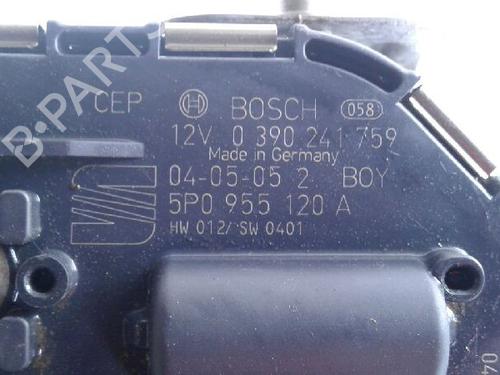 CEP BOSCH 058
12V 0 390 241 759
Made in Germany
04-05-05 2 BOY
5P0 955 120 A
HW 012/ SW 0401
B-PARTS